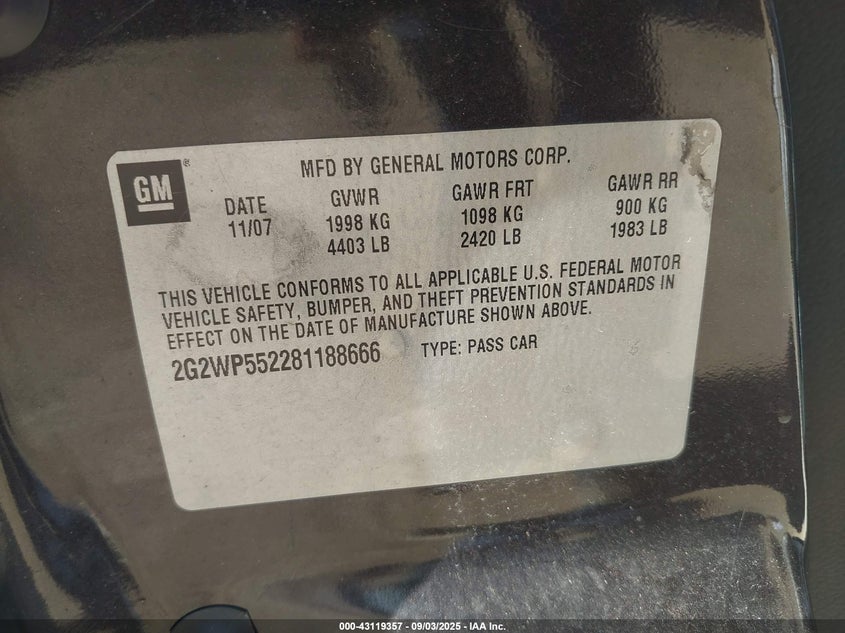 GM ®
MFD BY GENERAL MOTORS CORP.
DATE GVWR GAWR FRT GAWR RR
11/07 1998 KG 1098 KG 900 KG
4403 LB 2420 LB 1983 LB
THIS VEHICLE CONFORMS TO ALL APPLICABLE U.S. FEDERAL MOTOR
VEHICLE SAFETY, BUMPER, AND THEFT PREVENTION STANDARDS IN
EFFECT ON THE DATE OF MANUFACTURE SHOWN ABOVE.
2G2WP552281188666 TYPE: PASS CAR
000-43119357 - 09/03/2025 - IAA Inc.